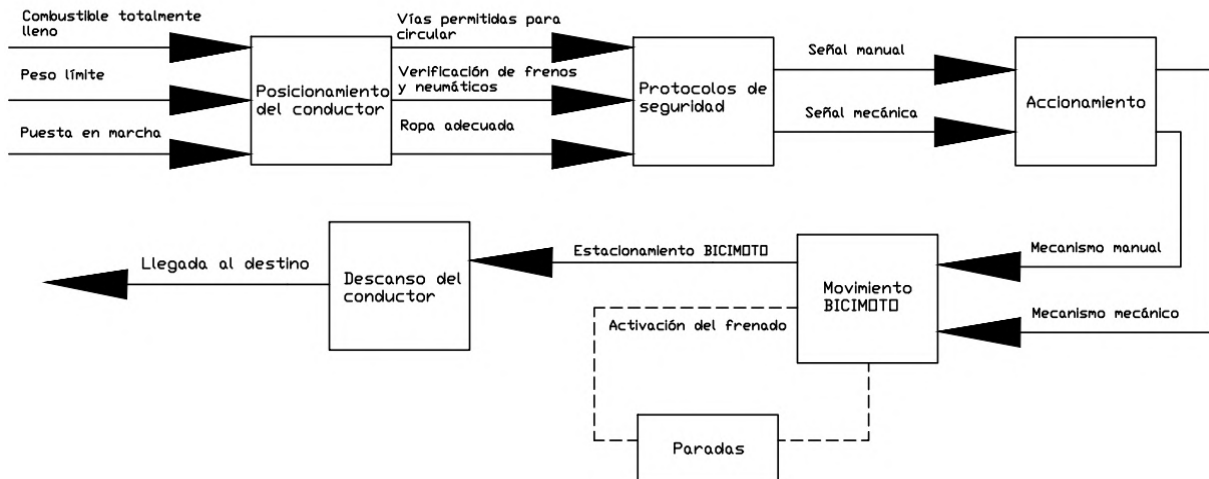 Combustible totalmente
lleno
Peso límite
Puesta en marcha
Posicionamiento
del conductor
Vías permitidas para
circular
Verificación de frenos
y neumáticos
Ropa adecuada
Protocolos de
seguridad
Señal manual
Señal mecánica
Accionamiento
Mecanismo manual
Mecanismo mecánico
Movimiento
BICIMOTO
Estacionamiento BICIMOTO
Activación del frenado
Paradas
Descanso del
conductor
Llegada al destino